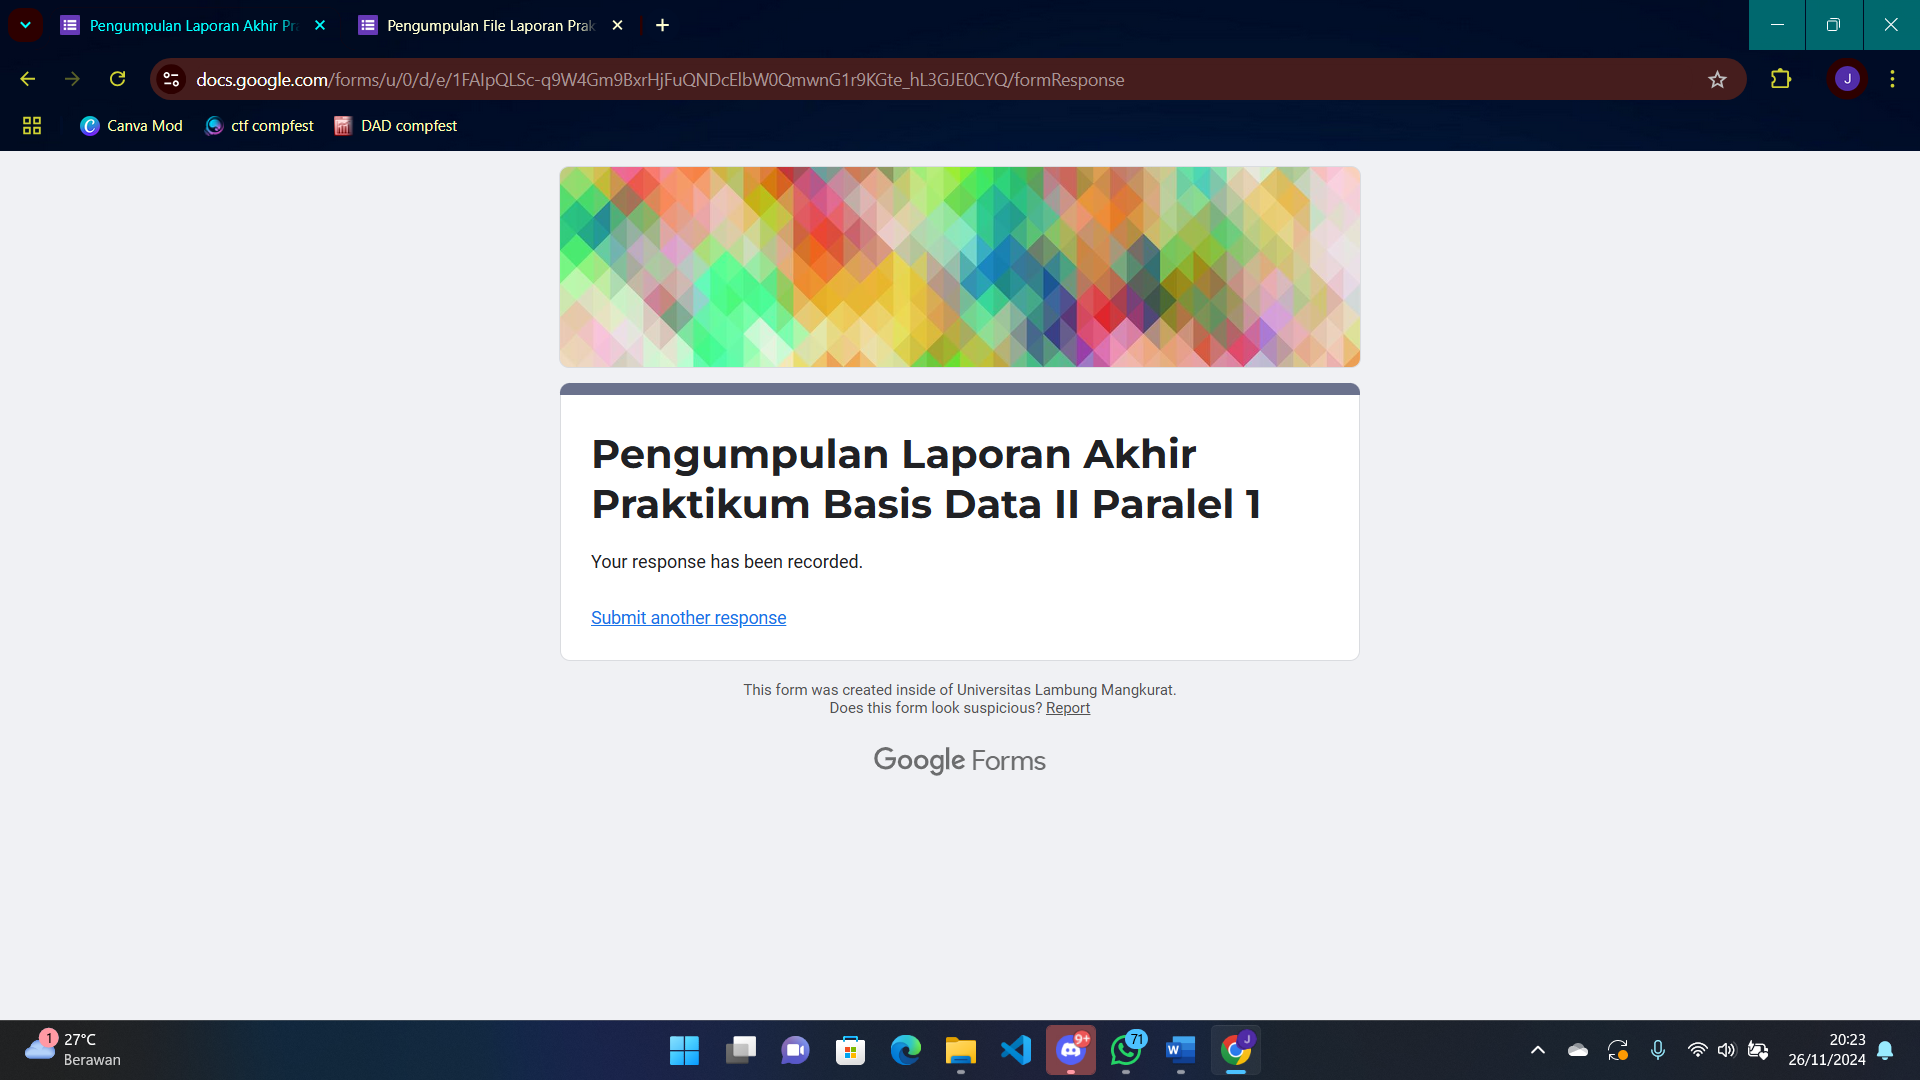 Pengumpulan Laporan Akhir Pra
Pengumpulan File Laporan Prak
docs.google.com/forms/u/0/d/e/1FAIpQLSc-q9W4Gm9BxrHjFuQNDcElbW0QmwnG1r9KGte_hL3GJE0CYQ/formResponse
J
Canva Mod
ctf compfest
DAD compfest
Pengumpulan Laporan Akhir
Praktikum Basis Data II Paralel 1
Your response has been recorded.
Submit another response
This form was created inside of Universitas Lambung Mangkurat.
Does this form look suspicious? Report
Google Forms
1
27°C
Berawan
9+
71
W
J
20:23
26/11/2024